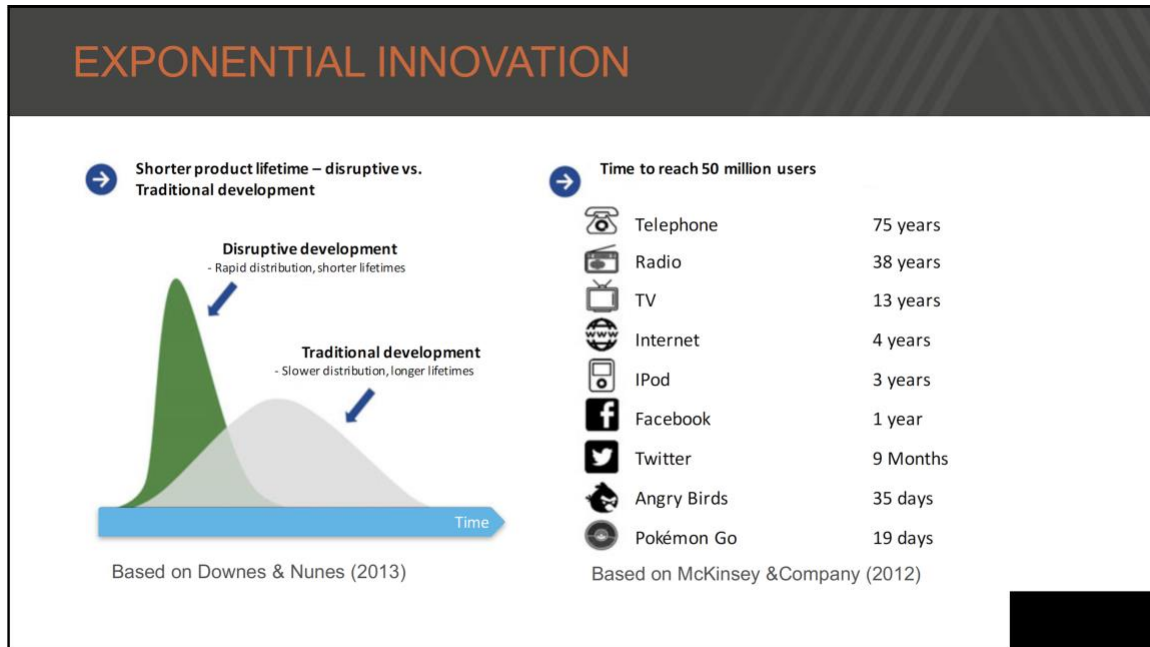 EXPONENTIAL INNOVATION
Shorter product lifetime – disruptive vs.
Traditional development
Disruptive development
- Rapid distribution, shorter lifetimes
Traditional development
- Slower distribution, longer lifetimes
Time
Based on Downes & Nunes (2013)
Time to reach 50 million users
Telephone 75 years
Radio 38 years
TV 13 years
www
Internet 4 years
IPod 3 years
f
Facebook 1 year
Twitter 9 Months
Angry Birds 35 days
Pokémon Go 19 days
Based on McKinsey &Company (2012)